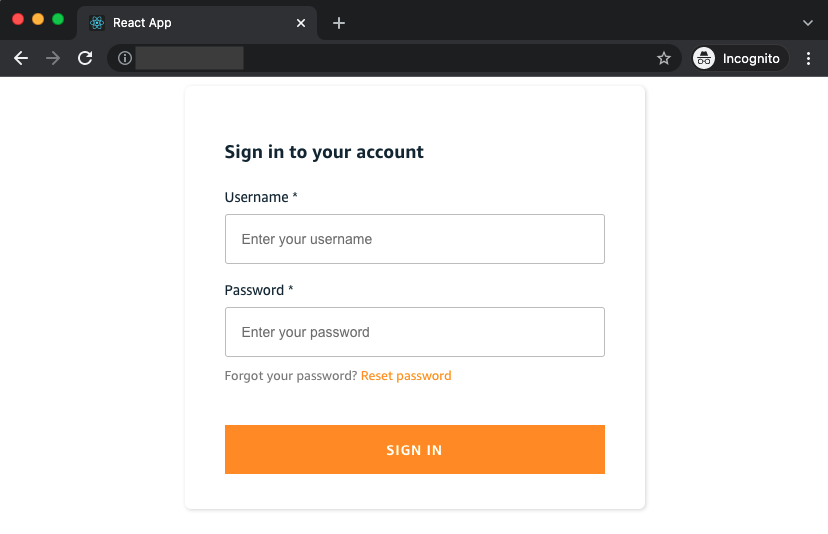 React App
Incognito
Sign in to your account
Username *
Enter your username
Password *
Enter your password
Forgot your password? Reset password
SIGN IN